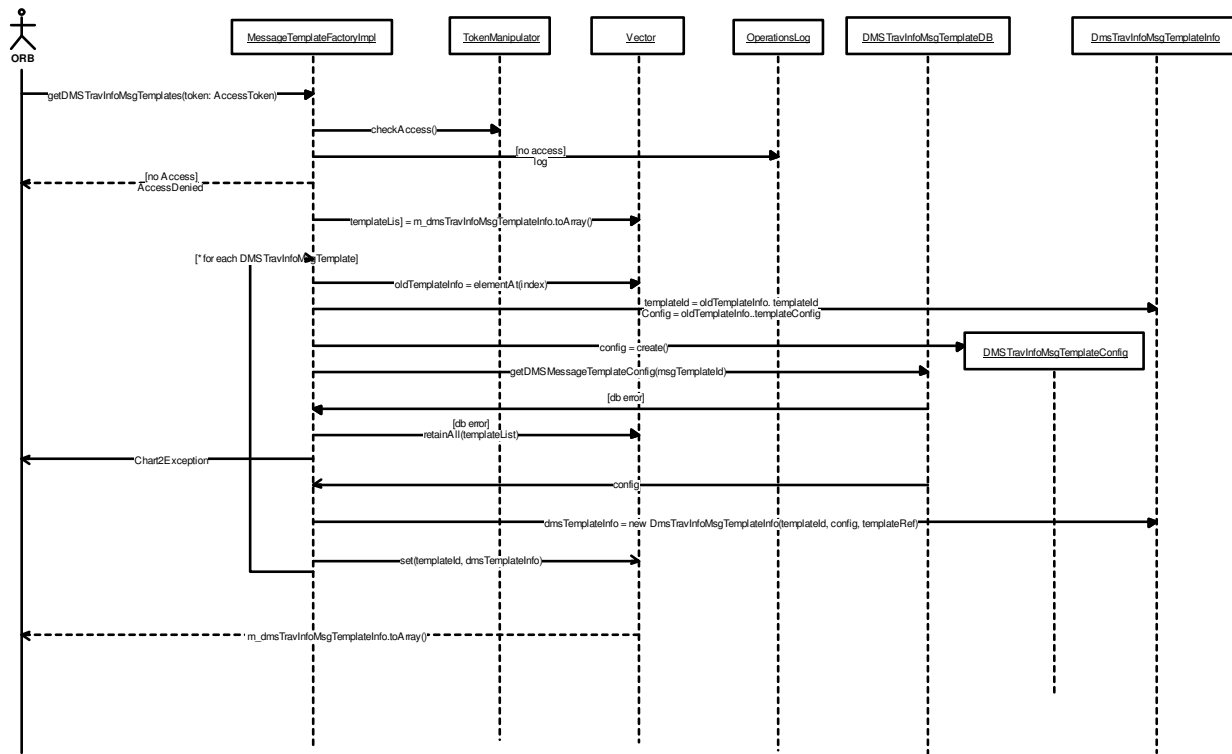 MessageTemplateFactoryImpl
TokenManipulator
Vector
OperationsLog
DMSTravInfoMsgTemplateDB
DmsTravInfoMsgTemplateInfo
ORB
getDMSTravInfoMsgTemplates(token: AccessToken)
checkAccess()
[no access]
log
[no Access]
AccessDenied
templateLis] = m_dmsTravInfoMsgTemplateInfo.toArray()
[* for each DMSTravInfoMsgTemplate]
oldTemplateInfo = elementAt(index)
templateId = oldTemplateInfo. templateId
Config = oldTemplateInfo..templateConfig
config = create()
DMSTravInfoMsgTemplateConfig
getDMSMessageTemplateConfig(msgTemplateId)
[db error]
[db error]
retainAll(templateList)
Chart2Exception
config
dmsTemplateInfo = new DmsTravInfoMsgTemplateInfo(templateId, config, templateRef)
set(templateId, dmsTemplateInfo)
m_dmsTravInfoMsgTemplateInfo.toArray()